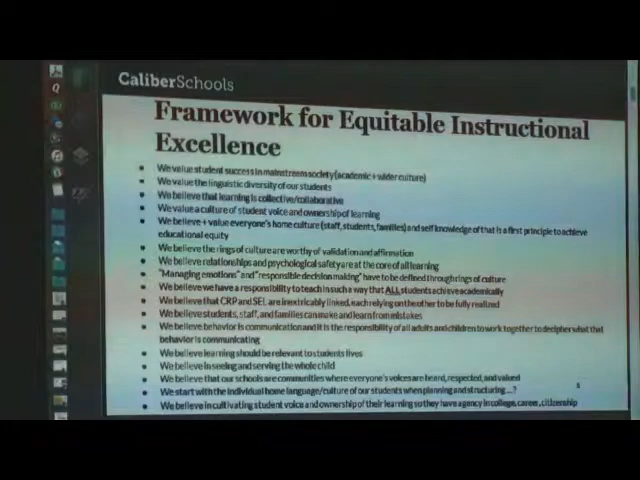 CaliberSchools
Framework for Equitable Instructional
Excellence
• We value student success in mainstream society (academic + wider culture)
• We value the linguistic diversity of our students
• We believe that learning is collective/collaborative
• We value a culture of student voice and ownership of learning
• We believe + value everyone's home culture (staff, students, families) and self knowledge of that is a first principle to achieve
educational equity
• We believe the rings of culture are worthy of validation and affirmation
• We believe relationships and psychological safety are at the core of all learning
• "Managing emotions" and "responsible decision making" have to be defined through rings of culture
• We believe we have a responsibility to teach in such a way that ALL students achieve academically
• We believe that CRP and SEL are inextricably linked, each relying on the other to be fully realized
• We believe students, staff, and families can make and learn from mistakes
• We believe behavior is communication and it is the responsibility of all adults and children to work together to decipher what that
behavior is communicating
• We believe learning should be relevant to students lives
• We believe in seeing and serving the whole child
• We believe that our schools are communities where everyone's voices are heard, respected, and valued
• We start with the individual home language/culture of our students when planning and structuring ...?
• We believe in cultivating student voice and ownership of their learning so they have agency in college, career, citizenship